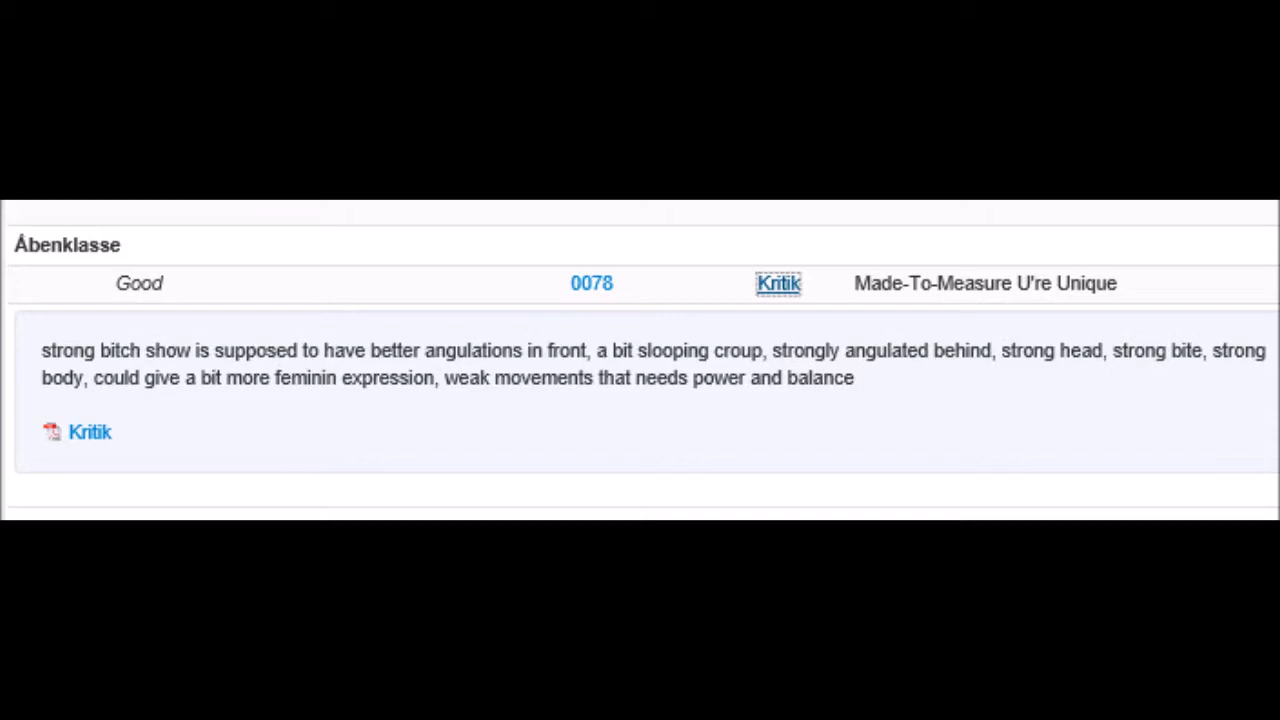 Åbenklasse
Good 0078 Kritik Made-To-Measure U're Unique
strong bitch show is supposed to have better angulations in front, a bit slooping croup, strongly angulated behind, strong head, strong bite, strong
body, could give a bit more feminin expression, weak movements that needs power and balance
Kritik